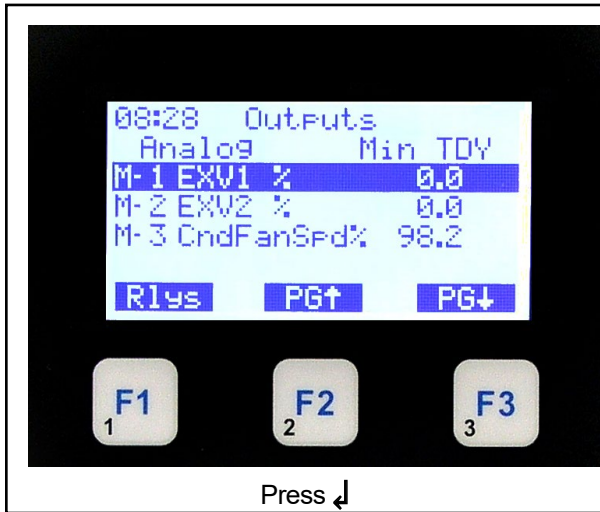 08:28 Outputs
Analog Min TDY
M-1 EXV1 % 0.0
M-2 EXV2 % 0.0
M-3 CndFanSpd% 98.2
Rlys PG↑ PG↓
F1 F2 F3
1 2 3
Press ↲